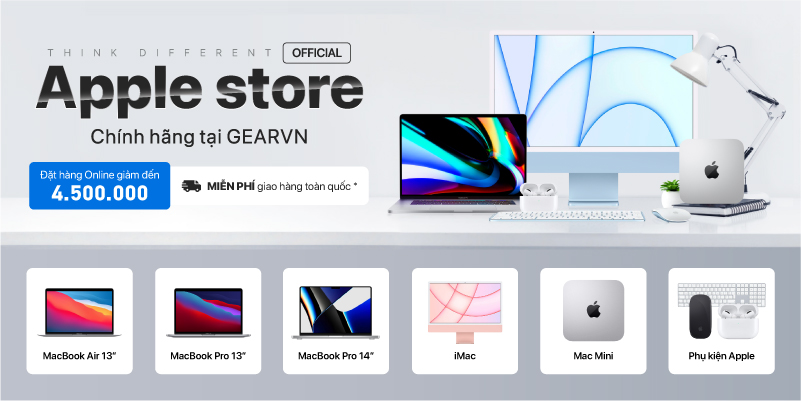 THINK DIFFERENT OFFICIAL
Apple store
Chính hãng tại GEARVN
Đặt hàng Online giảm đến
4.500.000
MIỄN PHÍ giao hàng toàn quốc *
MacBook Air 13”
MacBook Pro 13”
MacBook Pro 14”
iMac
Mac Mini
Phụ kiện Apple